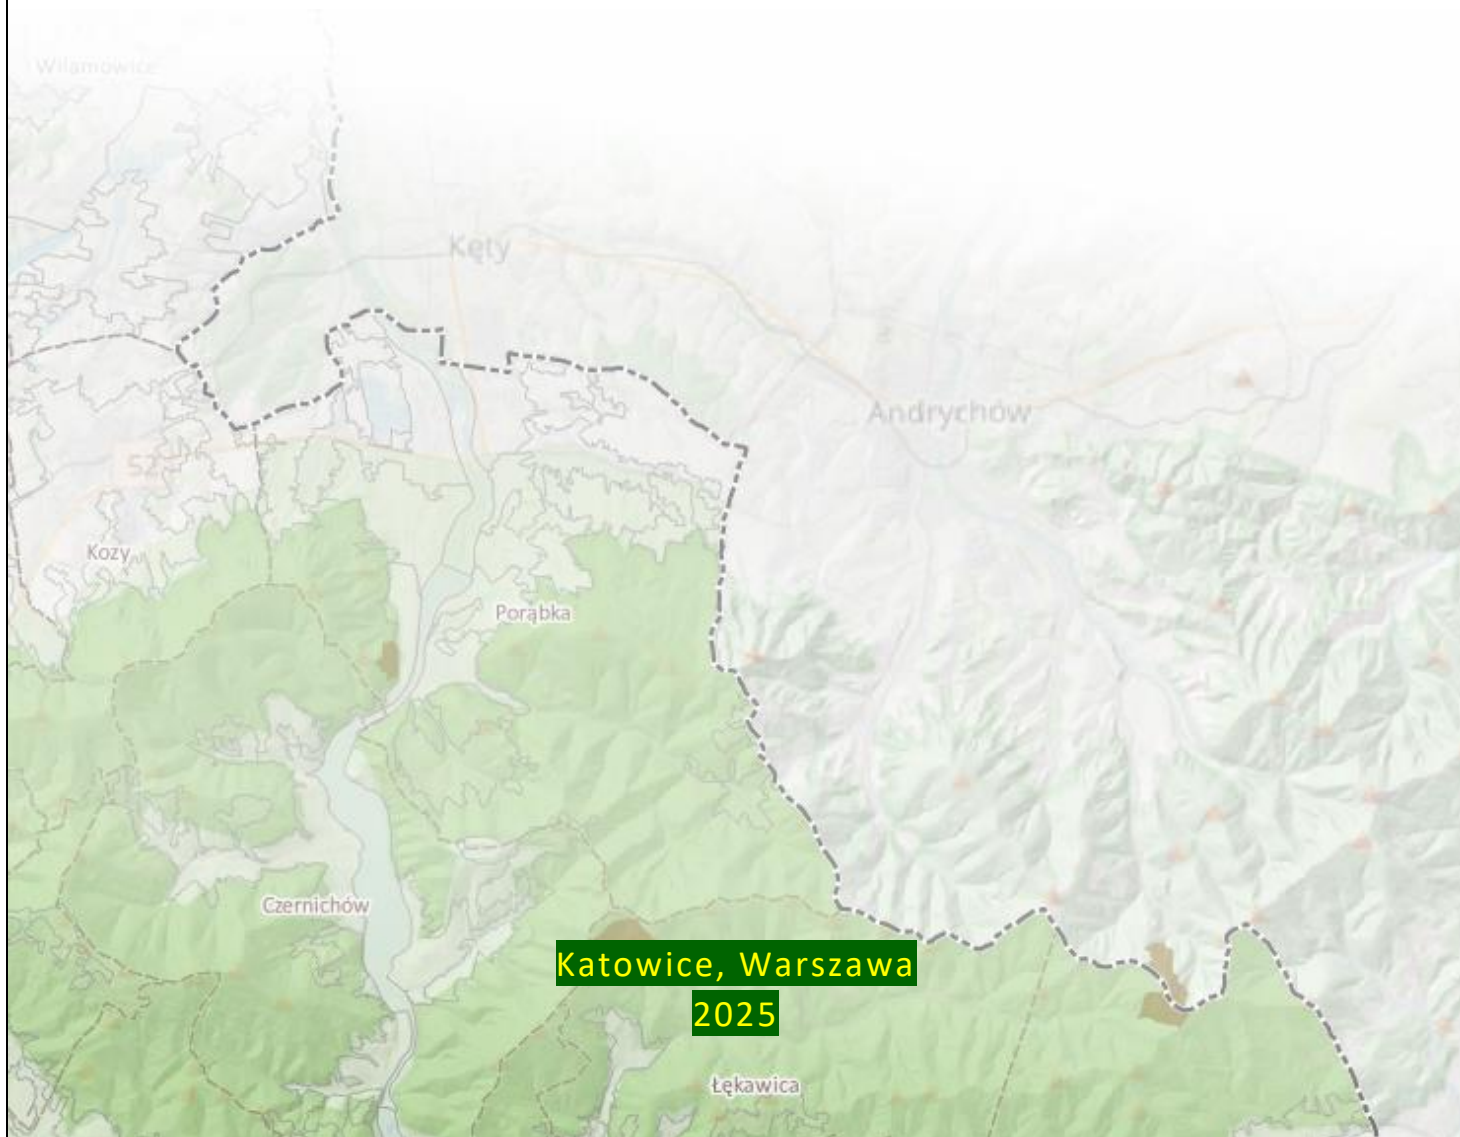 Wilamowice
Kęty
Andrychów
S2
Kozy
Porąbka
Czernichów
Katowice, Warszawa
2025
Łękawica